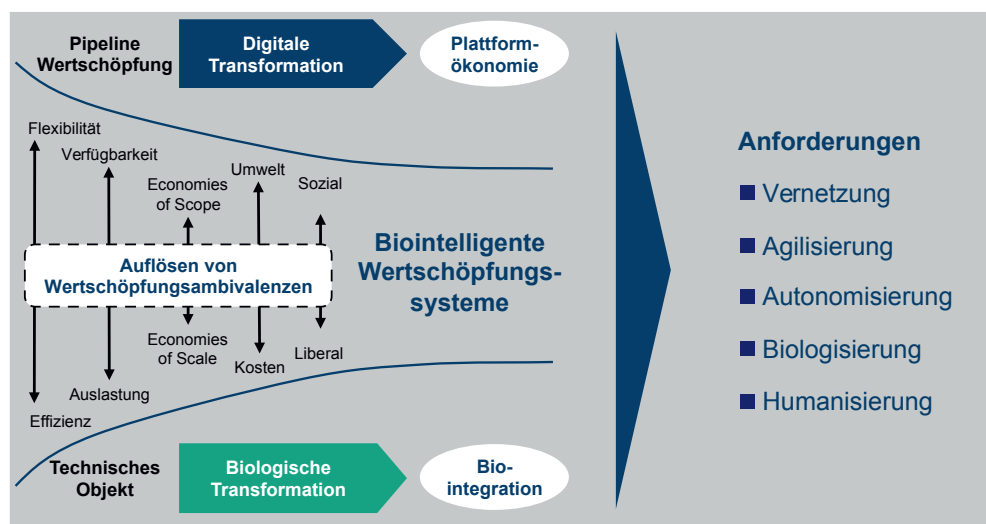 Pipeline
Wertschöpfung
Digitale
Transformation
Plattform-
ökonomie
Flexibilität
Verfügbarkeit
Economies
of Scope
Umwelt
Sozial
Auflösen von
Wertschöpfungsambivalenzen
Biointelligente
Wertschöpfungs-
systeme
Economies
of Scale
Liberal
Kosten
Auslastung
Effizienz
Technisches
Objekt
Biologische
Transformation
Bio-
integration
Anforderungen
Vernetzung
Agilisierung
Autonomisierung
Biologisierung
Humanisierung